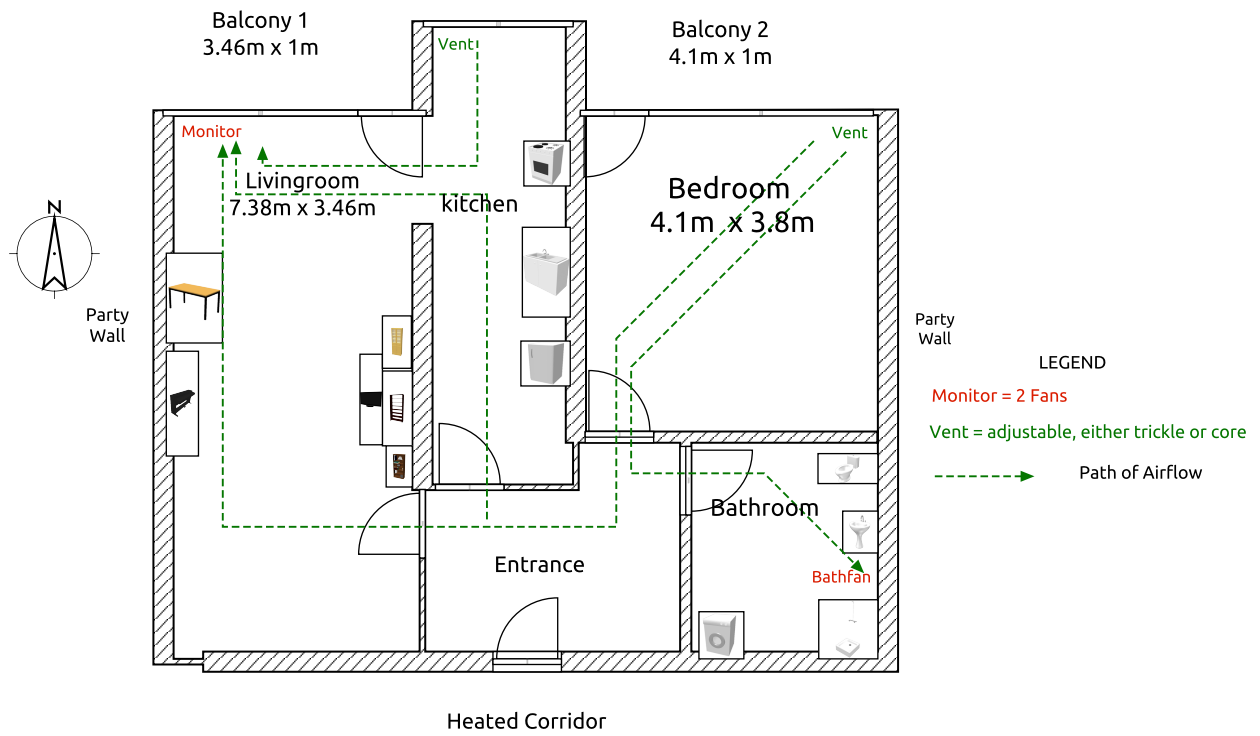 Balcony 1
3.46m x 1m
Balcony 2
4.1m x 1m
Vent
Monitor
Vent
Livingroom
7.38m x 3.46m
kitchen
Bedroom
4.1m x 3.8m
N
Party
Wall
Party
Wall
LEGEND
Monitor = 2 Fans
Vent = adjustable, either trickle or core
Path of Airflow
Bathroom
Entrance
Bathfan
Heated Corridor